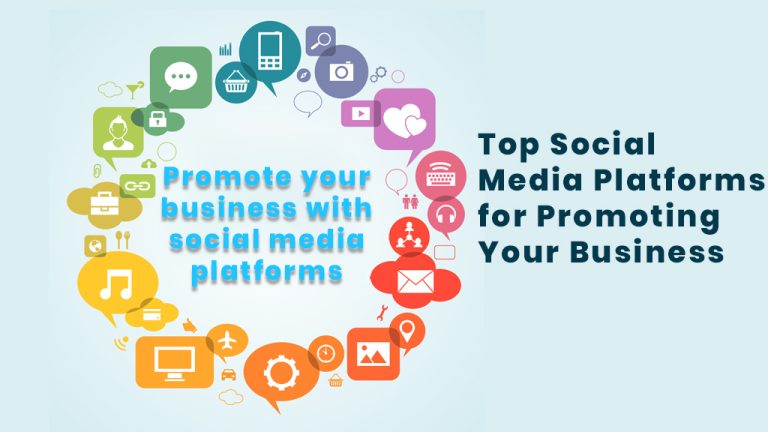 Promote your
business with
social media
platforms
Top Social
Media Platforms
for Promoting
Your Business